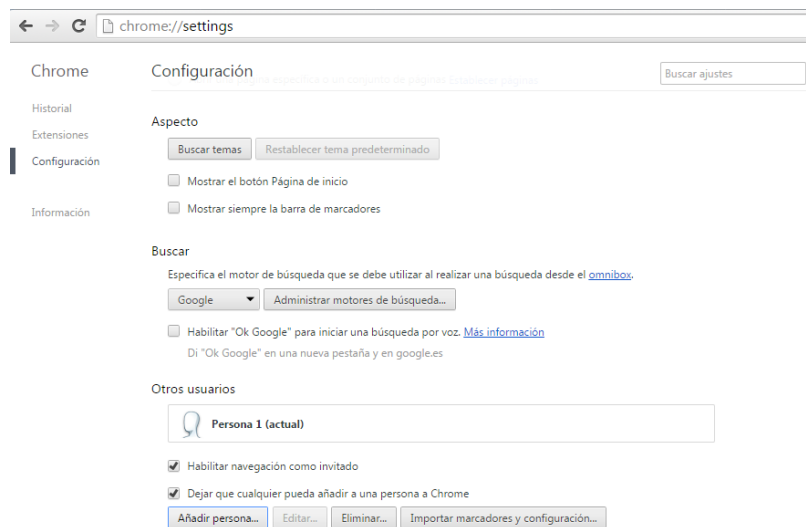 chrome://settings
Chrome
Configuración
Buscar ajustes
Historial
Extensiones
Configuración
Información
Aspecto
Buscar temas
Restablecer tema predeterminado
Mostrar el botón Página de inicio
Mostrar siempre la barra de marcadores
Buscar
Especifica el motor de búsqueda que se debe utilizar al realizar una búsqueda desde el omnibox.
Google
Administrar motores de búsqueda...
Habilitar "Ok Google" para iniciar una búsqueda por voz. Más información
Di "Ok Google" en una nueva pestaña y en google.es
Otros usuarios
Persona 1 (actual)
Habilitar navegación como invitado
Dejar que cualquier pueda añadir a una persona a Chrome
Añadir persona...
Editar...
Eliminar...
Importar marcadores y configuración...